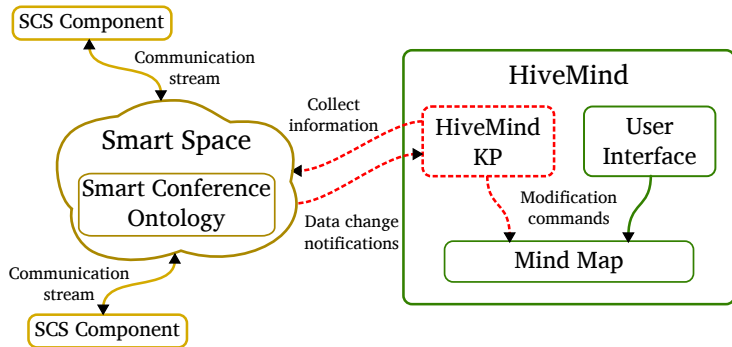 SCS Component
Communication
stream
HiveMind
Collect
information
Smart Space
HiveMind
KP
User
Interface
Smart Conference
Ontology
Modification
commands
Data change
notifications
Mind Map
Communication
stream
SCS Component